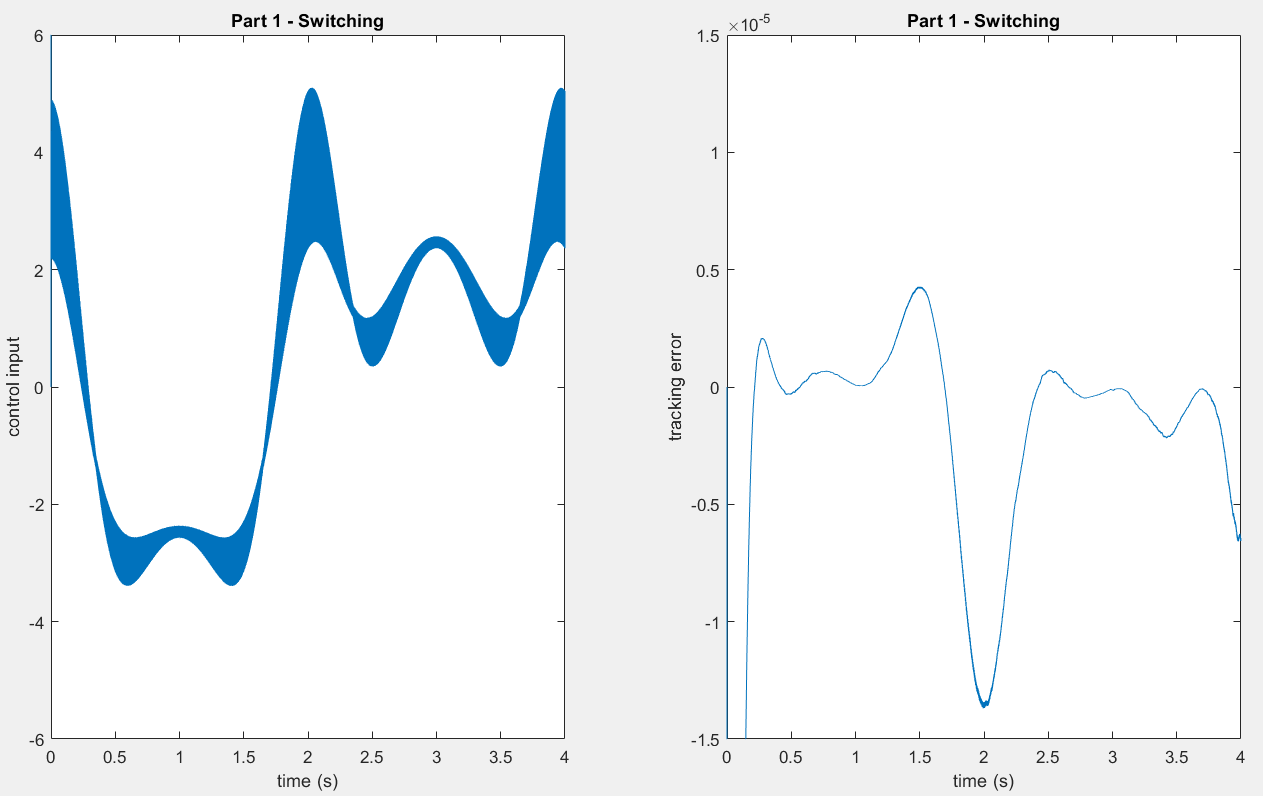 Part 1 - Switching
6
4
2
0
-2
-4
-6
control input
0 0.5 1 1.5 2 2.5 3 3.5 4
time (s)
Part 1 - Switching
×10⁻⁵
1.5
1
0.5
0
-0.5
-1
-1.5
tracking error
0 0.5 1 1.5 2 2.5 3 3.5 4
time (s)